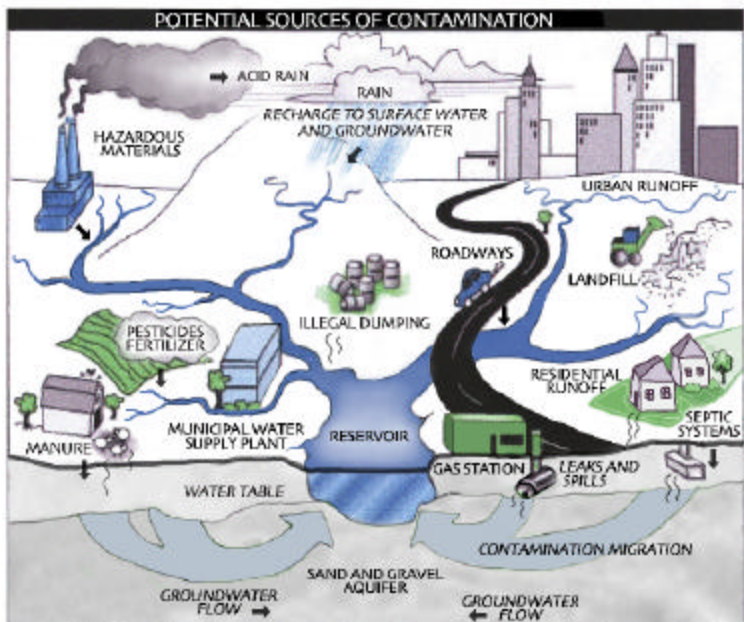 POTENTIAL SOURCES OF CONTAMINATION
ACID RAIN
RAIN
RECHARGE TO SURFACE WATER
AND GROUNDWATER
HAZARDOUS
MATERIALS
URBAN RUNOFF
ROADWAYS
LANDFILL
ILLEGAL DUMPING
PESTICIDES
FERTILIZER
RESIDENTIAL
RUNOFF
MANURE
MUNICIPAL WATER
SUPPLY PLANT
RESERVOIR
SEPTIC
SYSTEMS
GAS STATION
LEAKS AND
SPILLS
WATER TABLE
CONTAMINATION MIGRATION
SAND AND GRAVEL
AQUIFER
GROUNDWATER
FLOW
GROUNDWATER
FLOW